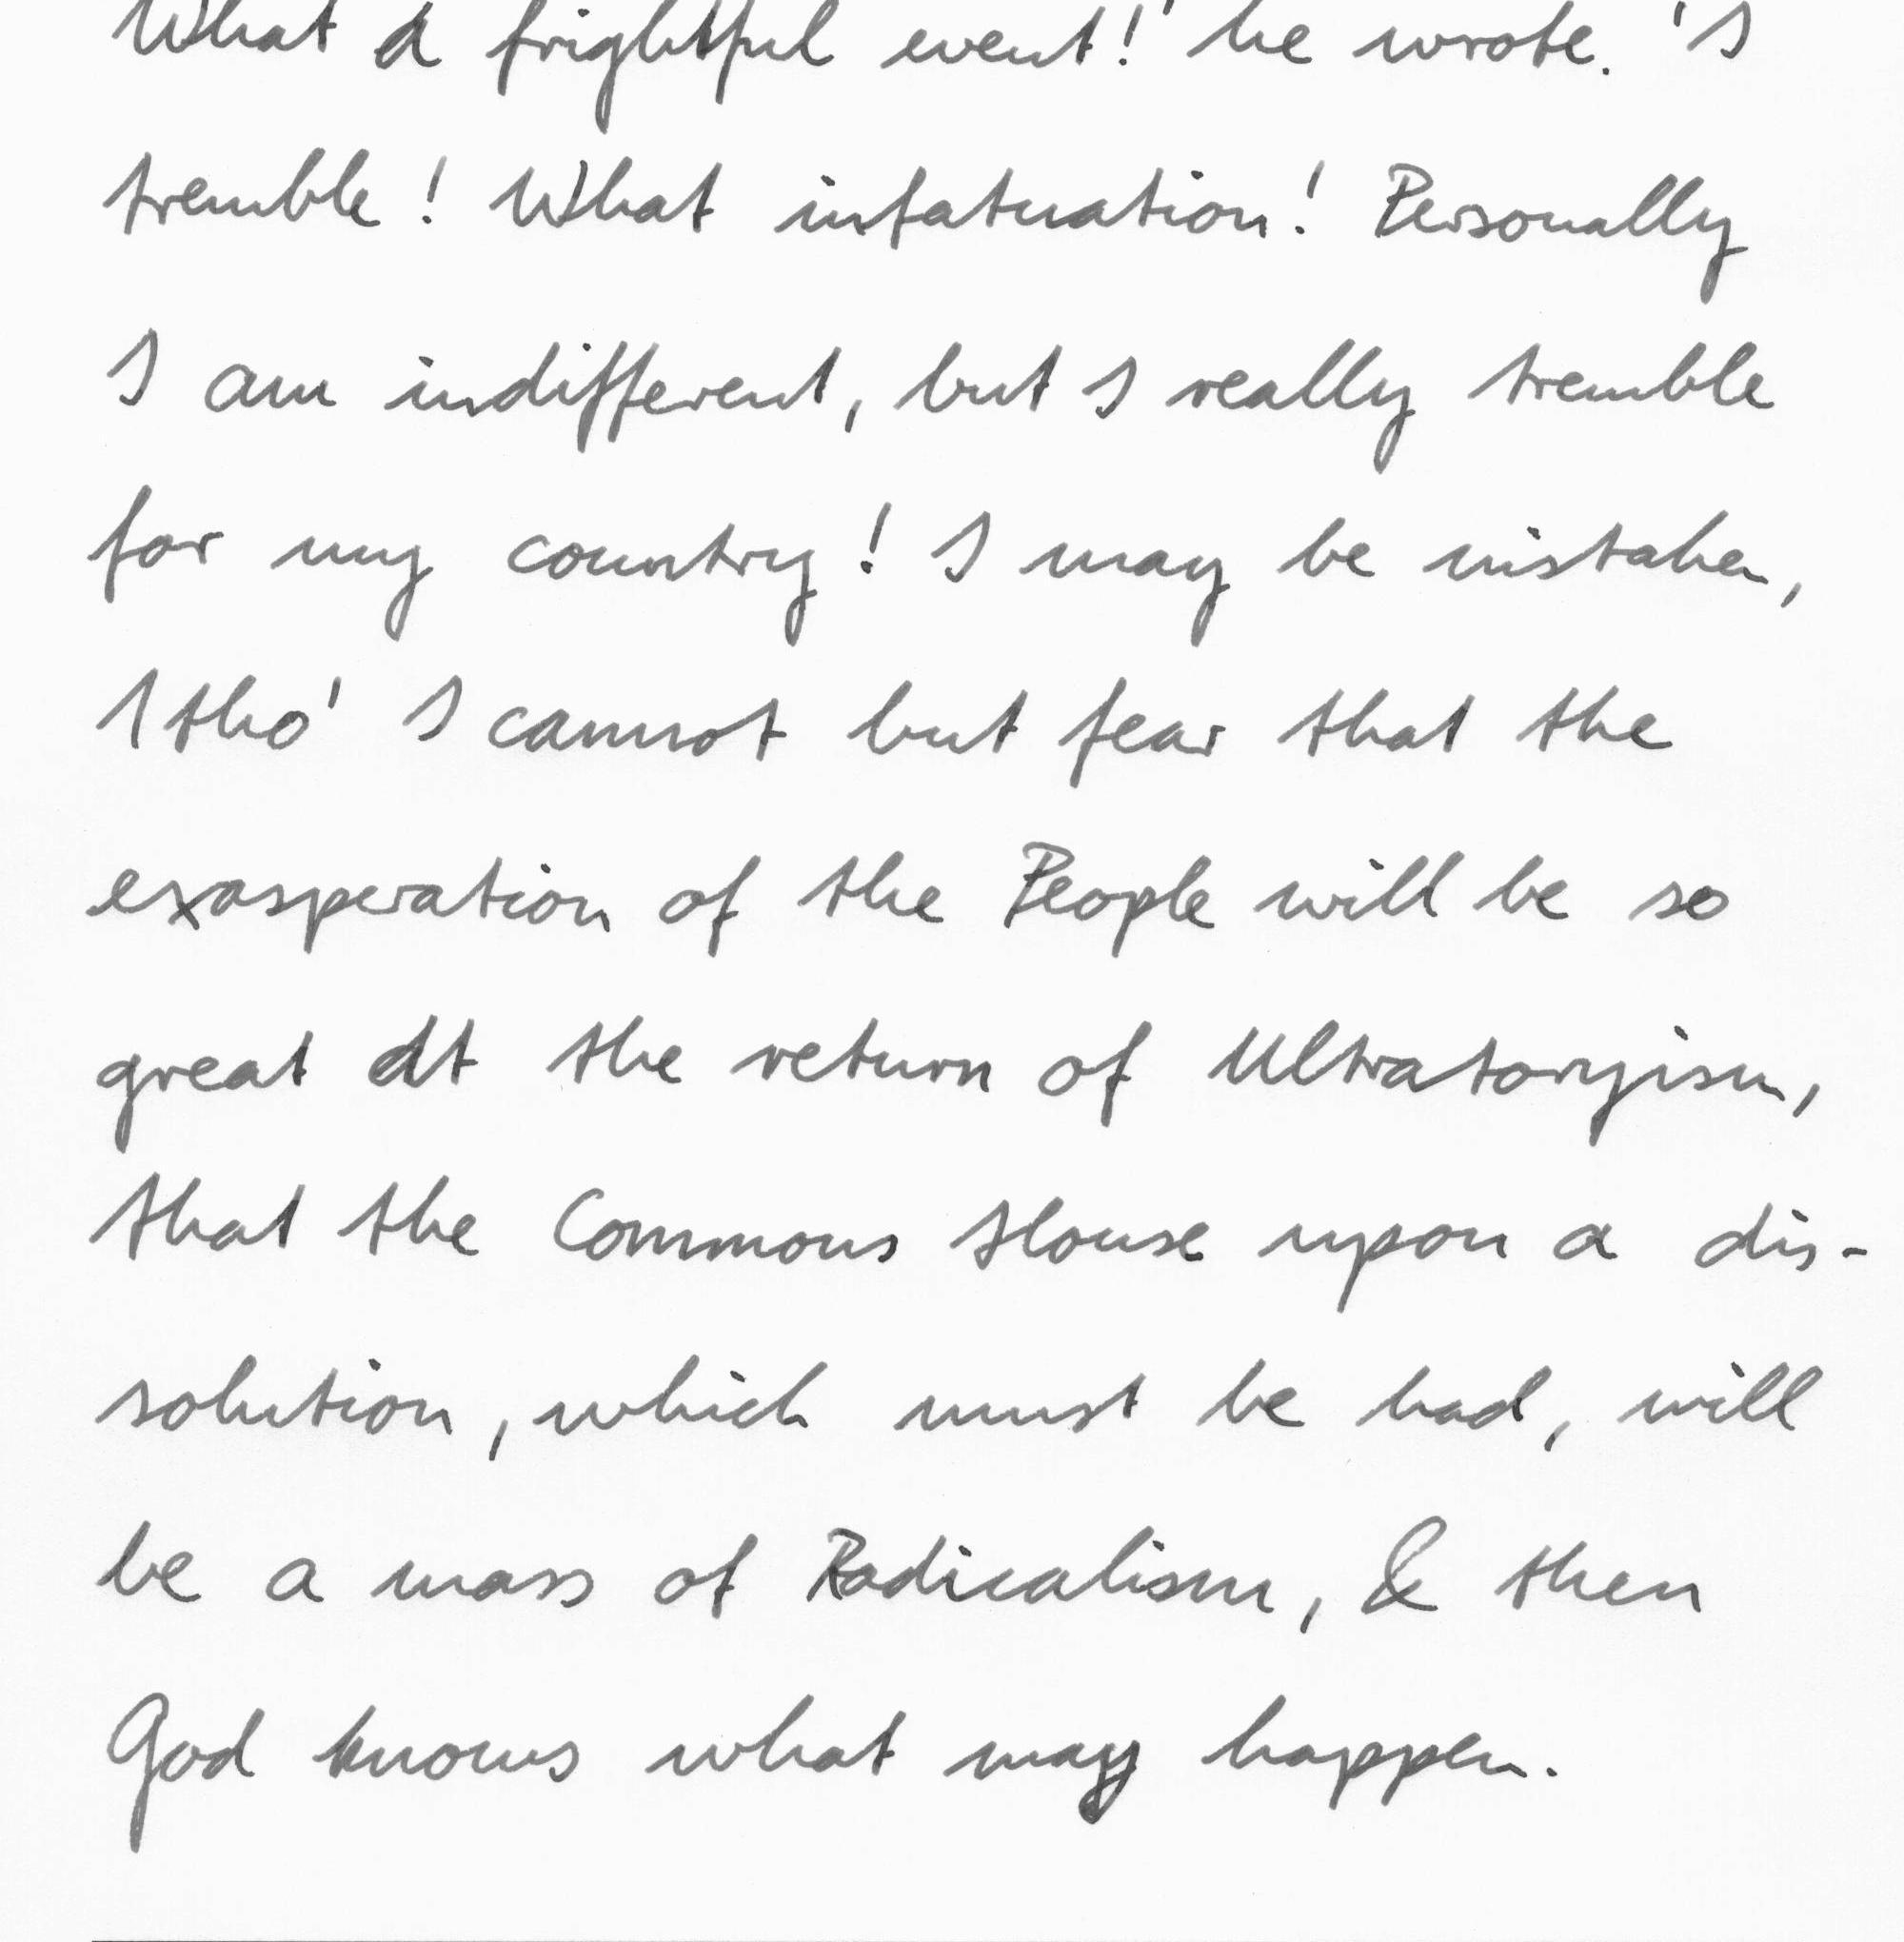 What a frightful event!' he wrote. 'I
tremble! What infatuation! Personally
I am indifferent, but I really tremble
for my country! I may be mistaken,
Itho' I cannot but fear that the
exasperation of the People will be so
great at the return of Ultratoryism,
that the Commons House upon a dis-
solution, which must be had, will
be a mass of Radicalism, & then
God knows what may happen.